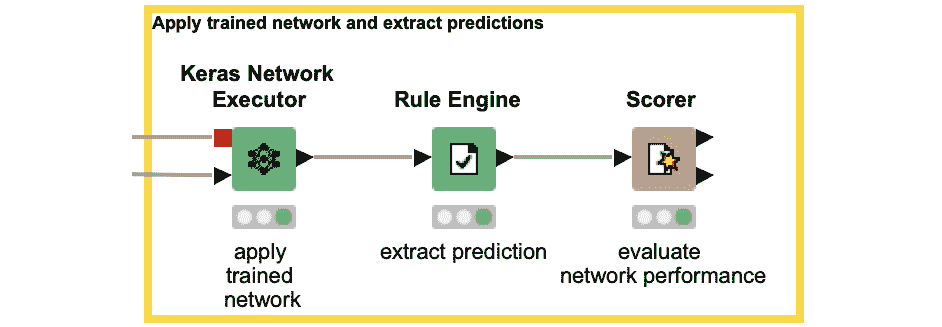 Apply trained network and extract predictions
Keras Network
Executor
Rule Engine
Scorer
apply
trained
network
extract prediction
evaluate
network performance